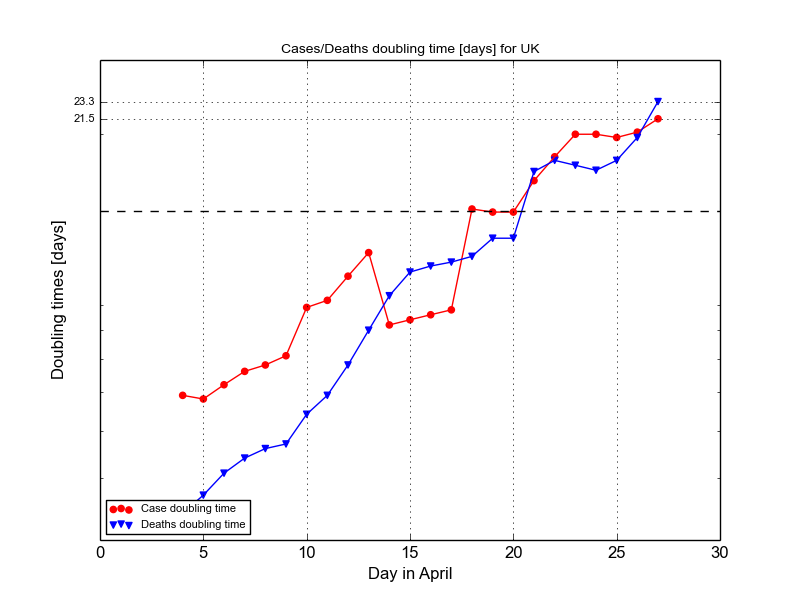 Cases/Deaths doubling time [days] for UK
23.3
21.5
Doubling times [days]
Case doubling time
Deaths doubling time
0 5 10 15 20 25 30
Day in April